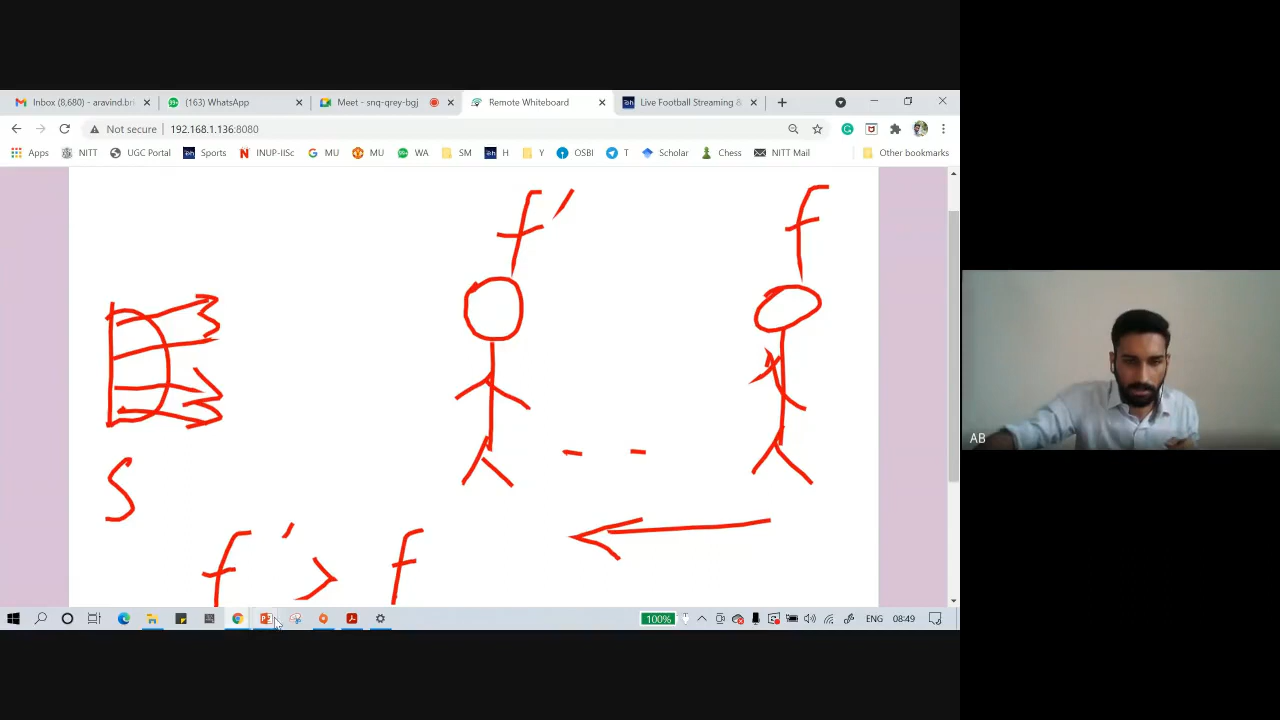 Inbox (8,680) - aravind.bri
(163) WhatsApp
Meet - snq-qrey-bgj
Remote Whiteboard
Live Football Streaming &
Not secure | 192.168.1.136:8080
Apps NITT UGC Portal Sports INUP-IISc MU MU WA SM H Y OSBI T Scholar Chess NITT Mail Other bookmarks
f' f
S
f' > f
AB
100% ENG 08:49